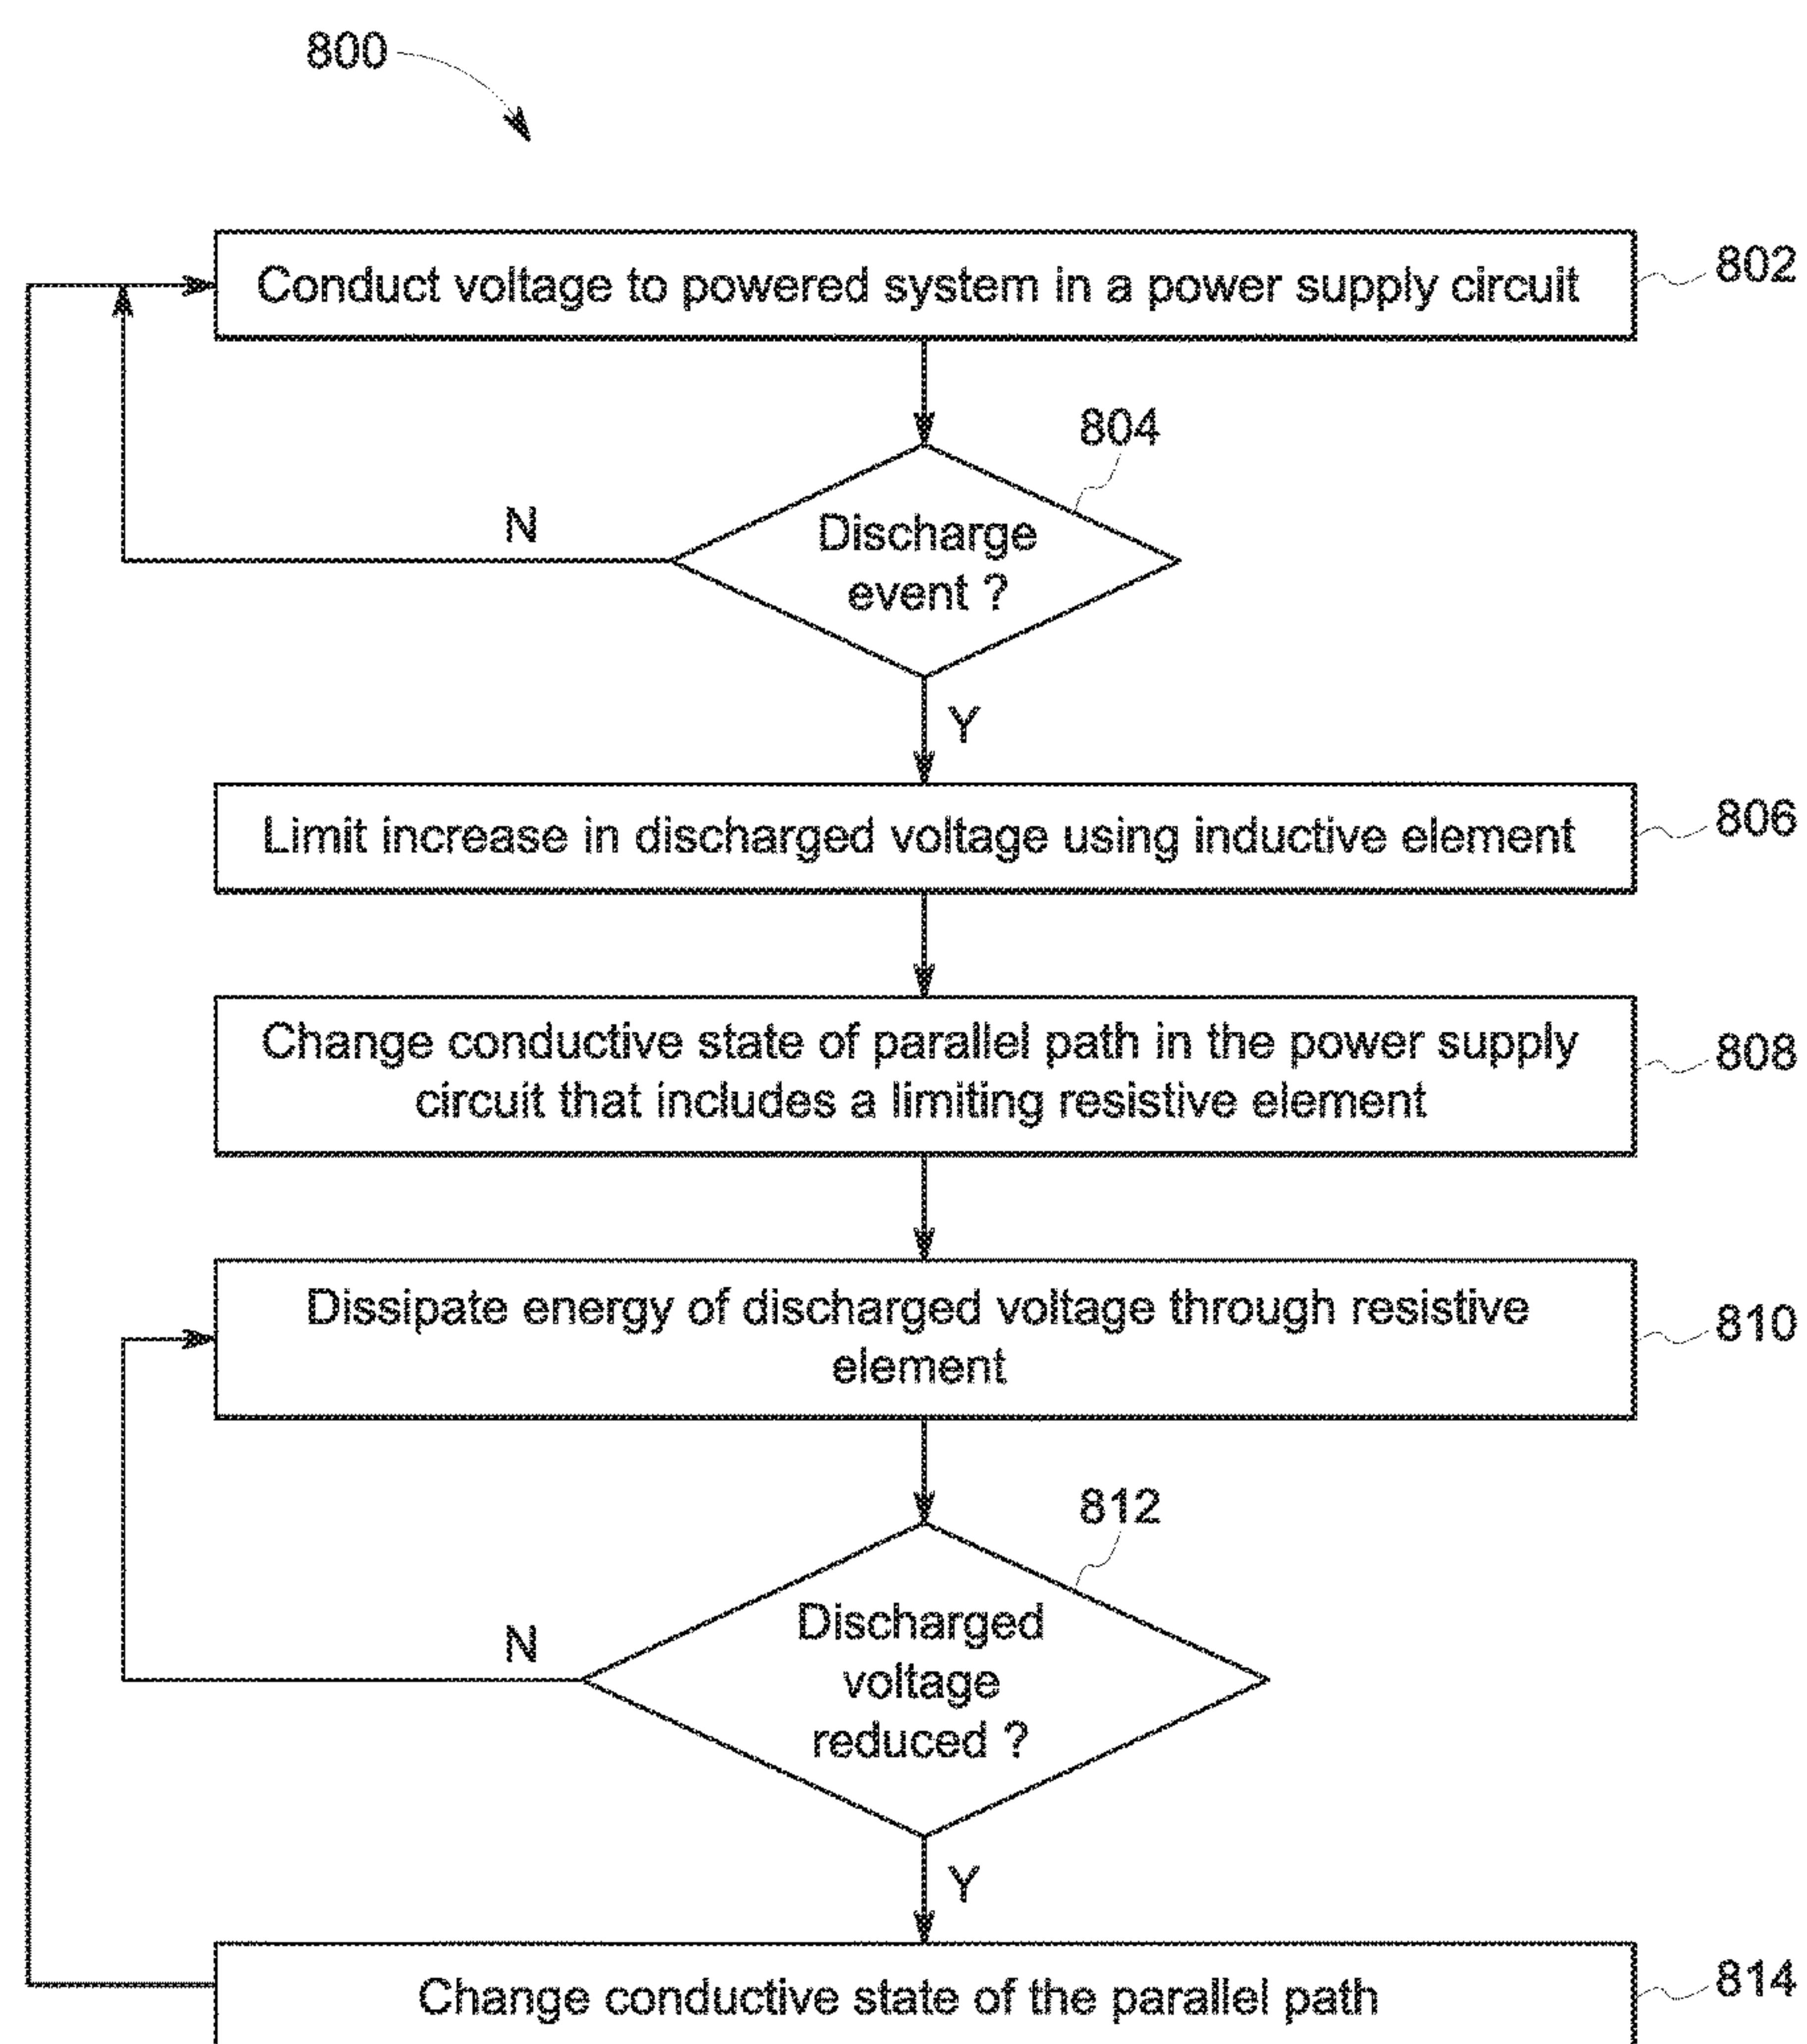 800
Conduct voltage to powered system in a power supply circuit
802
804
Discharge
event ?
N
Y
Limit increase in discharged voltage using inductive element
806
Change conductive state of parallel path in the power supply
circuit that includes a limiting resistive element
808
Dissipate energy of discharged voltage through resistive
element
810
812
Discharged
voltage
reduced ?
N
Y
Change conductive state of the parallel path
814